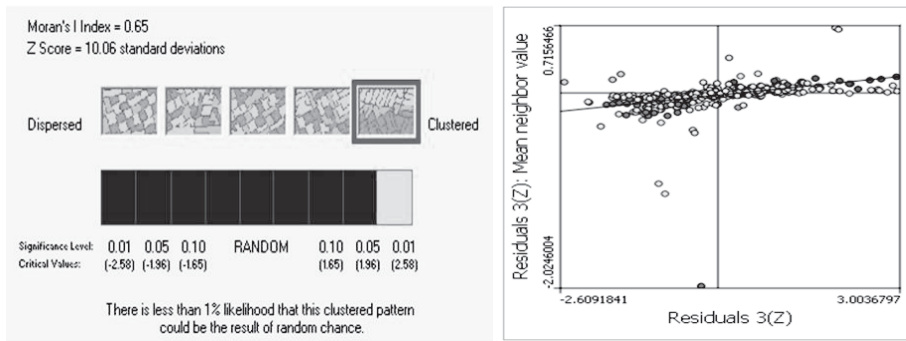 Moran's I Index = 0.65
Z Score = 10.06 standard deviations
Dispersed
Clustered
Significance Level: 0.01 0.05 0.10 RANDOM 0.10 0.05 0.01
Critical Values: (-2.58) (-1.96) (-1.65) (1.65) (1.96) (2.58)
There is less than 1% likelihood that this clustered pattern
could be the result of random chance.
Residuals 3(Z): Mean neighbor value
0.7156466
-2.0246004
-2.6091841
3.0036797
Residuals 3(Z)